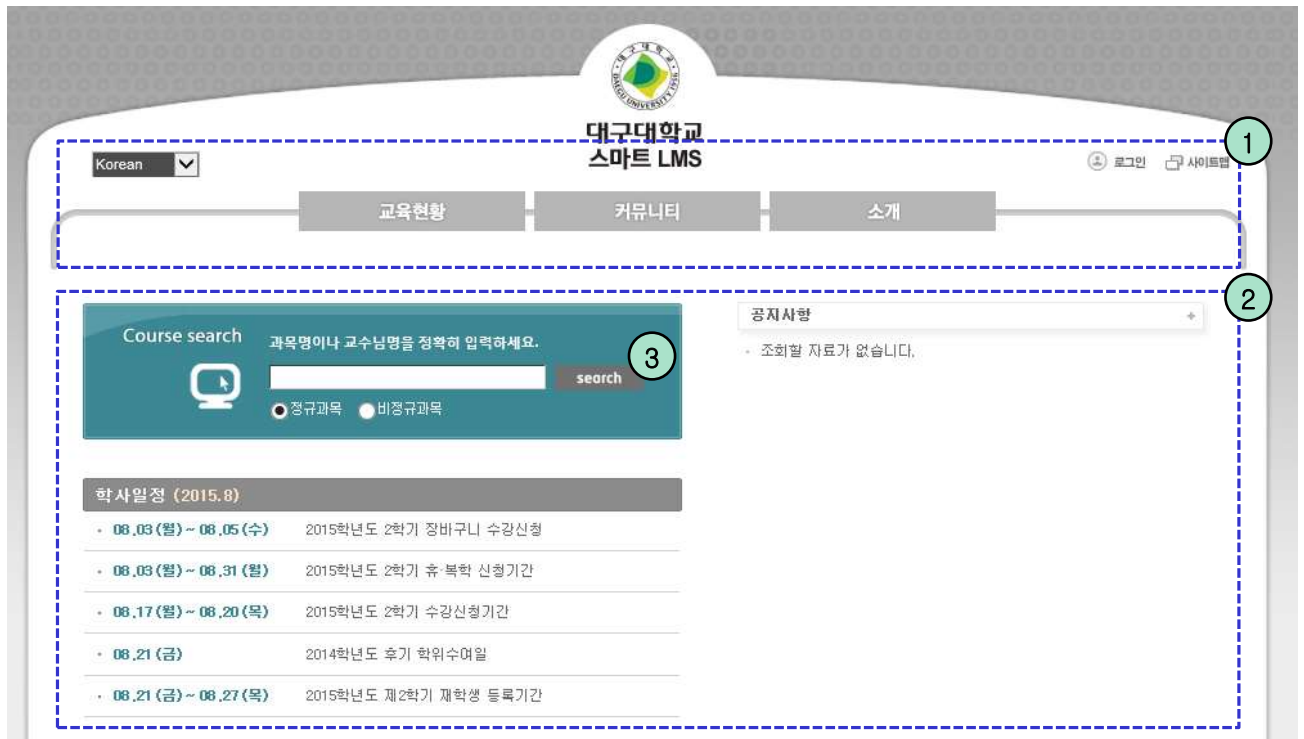 대구대학교
DAEGU UNIVERSITY 1956
대구대학교
스마트 LMS
1
Korean
로그인 사이트맵
교육현황 커뮤니티 소개
2
Course search
과목명이나 교수님명을 정확히 입력하세요.
3
search
정규과목 비정규과목
공지사항 +
· 조회할 자료가 없습니다.
학사일정 (2015.8)
· 08.03 (월) ~ 08.05 (수) 2015학년도 2학기 장바구니 수강신청
· 08.03 (월) ~ 08.31 (월) 2015학년도 2학기 휴·복학 신청기간
· 08.17 (월) ~ 08.20 (목) 2015학년도 2학기 수강신청기간
· 08.21 (금) 2014학년도 후기 학위수여일
· 08.21 (금) ~ 08.27 (목) 2015학년도 제2학기 재학생 등록기간